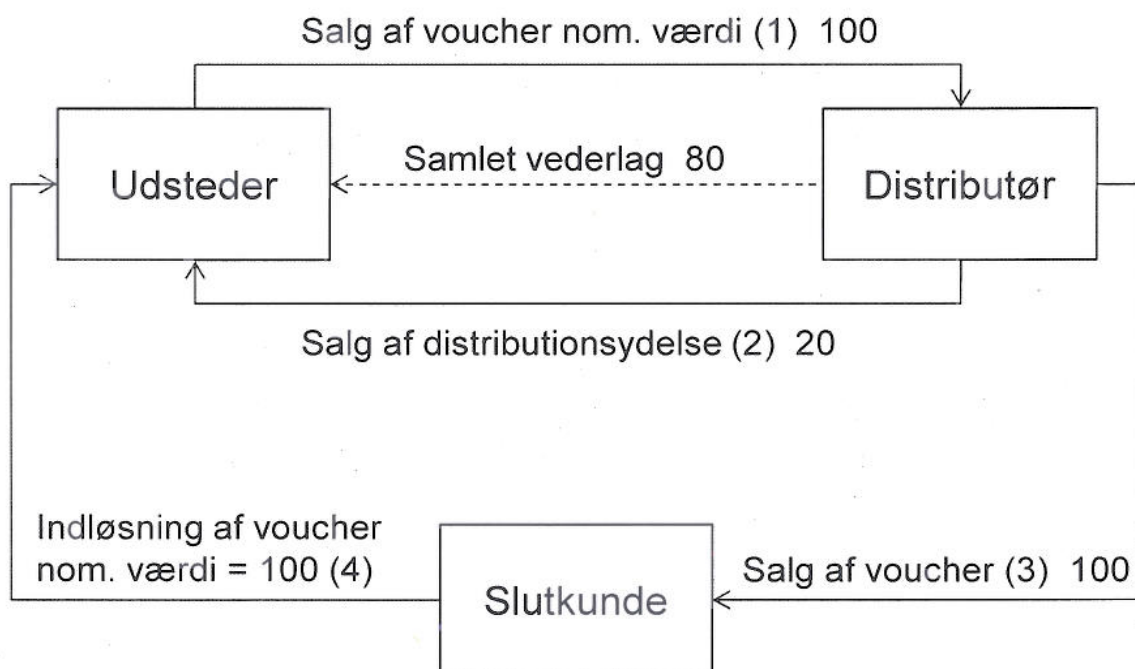 Salg af voucher nom. værdi (1) 100
Samlet vederlag 80
Udsteder
Distributør
Salg af distributionsydelse (2) 20
Indløsning af voucher
nom. værdi = 100 (4)
Salg af voucher (3) 100
Slutkunde